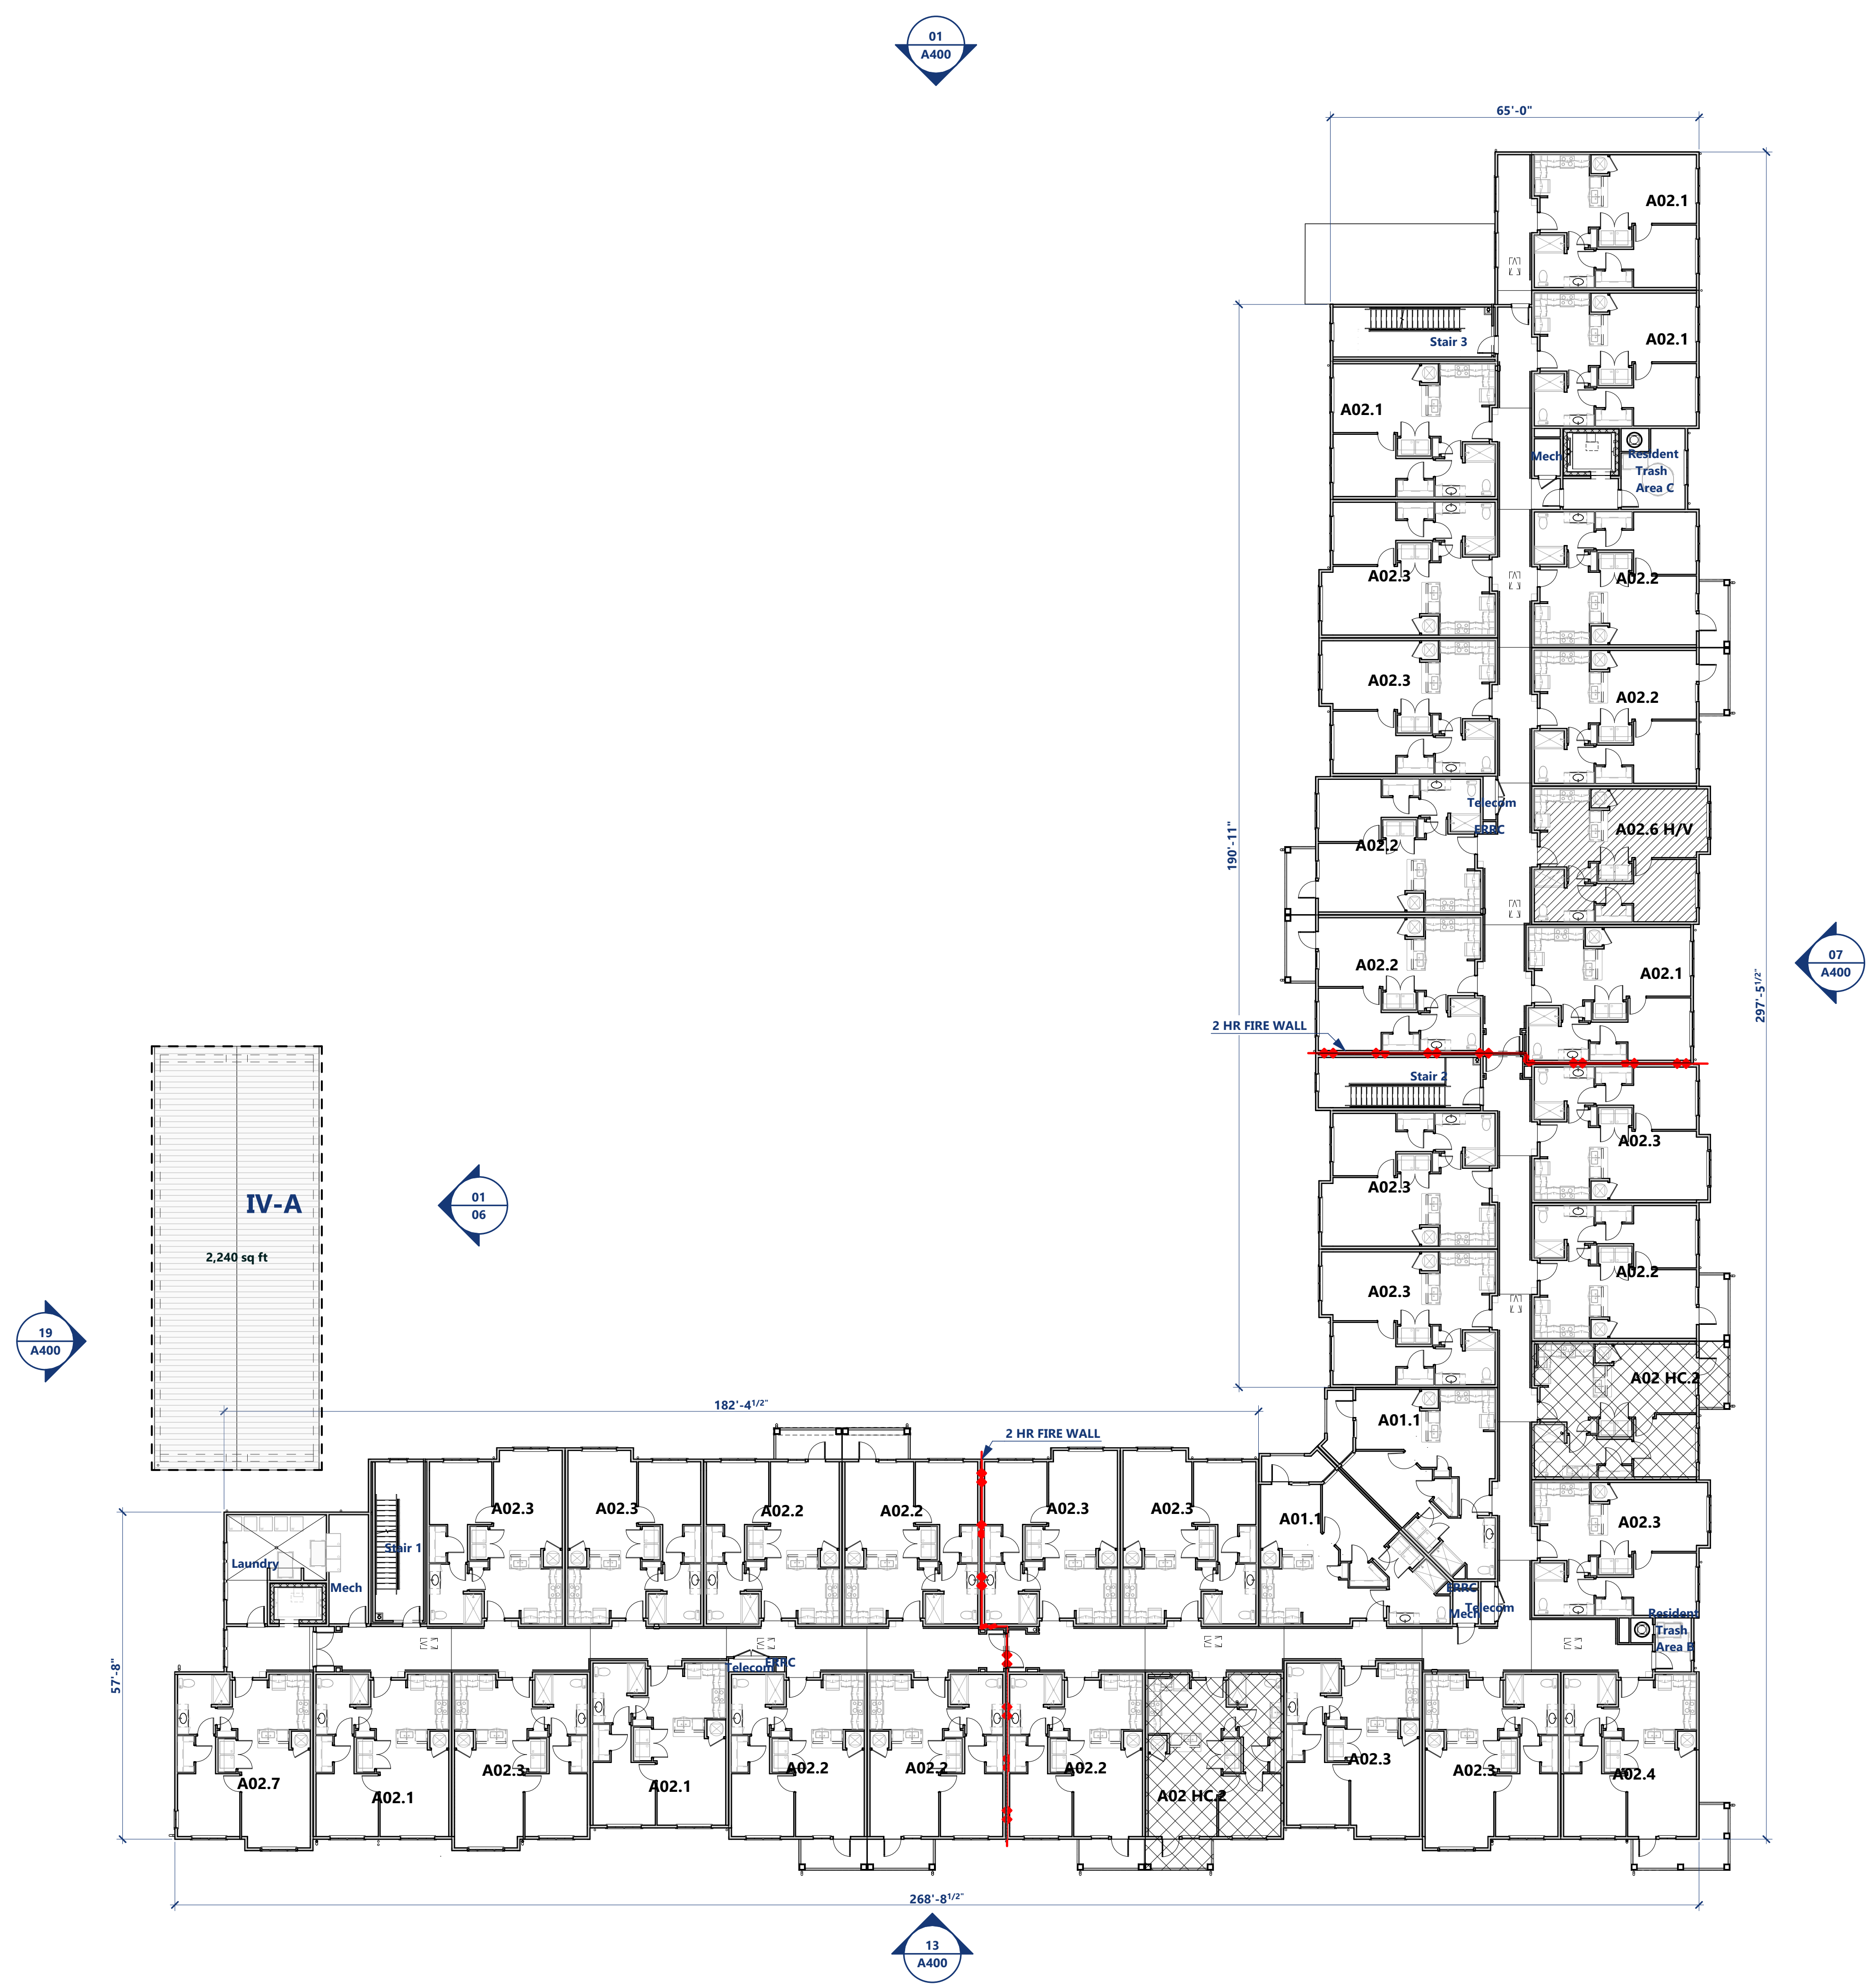 01
A400
65'-0"
A02.1
A02.1
Stair 3
A02.1
Mech
Resident
Trash
Area C
A02.3
A02.2
A02.3
A02.2
Telecom
ERRC
A02.2
A02.6 H/V
190'-11"
A02.2
A02.1
07
A400
297'-5 1/2"
2 HR FIRE WALL
Stair 2
A02.3
A02.3
IV-A
2,240 sq ft
01
06
A02.2
A02.3
19
A400
A02 HC.2
182'-4 1/2"
A01.1
2 HR FIRE WALL
A02.3
A02.3
A02.2
A02.2
A02.3
A02.3
A01.1
A02.3
Laundry
Stair 1
Mech
ERRC
Mech
Telecom
Resident
Trash
Area B
57'-8"
Telecom
ERRC
A02.7
A02.1
A02.3
A02.1
A02.2
A02.2
A02.2
A02 HC.2
A02.3
A02.3
A02.4
268'-8 1/2"
13
A400